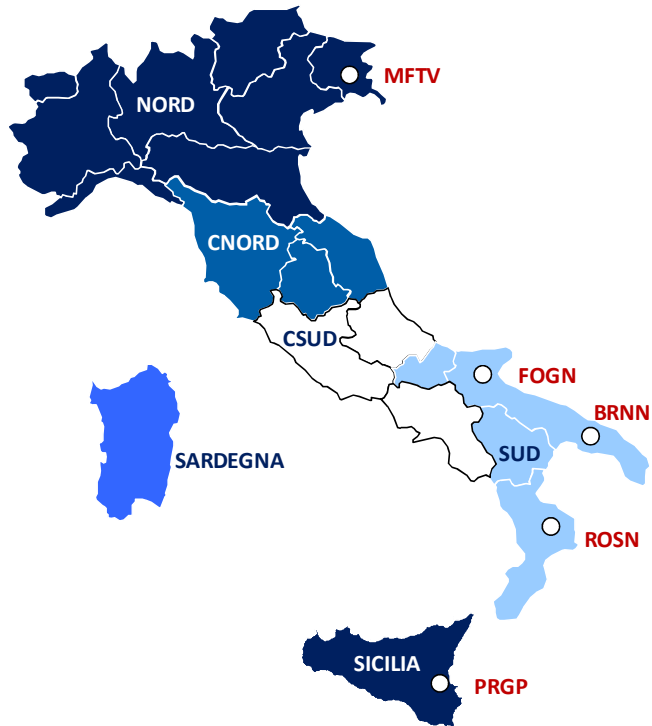 MFTV
NORD
CNORD
CSUD
FOGN
BRNN
SUD
SARDEGNA
ROSN
SICILIA
PRGP